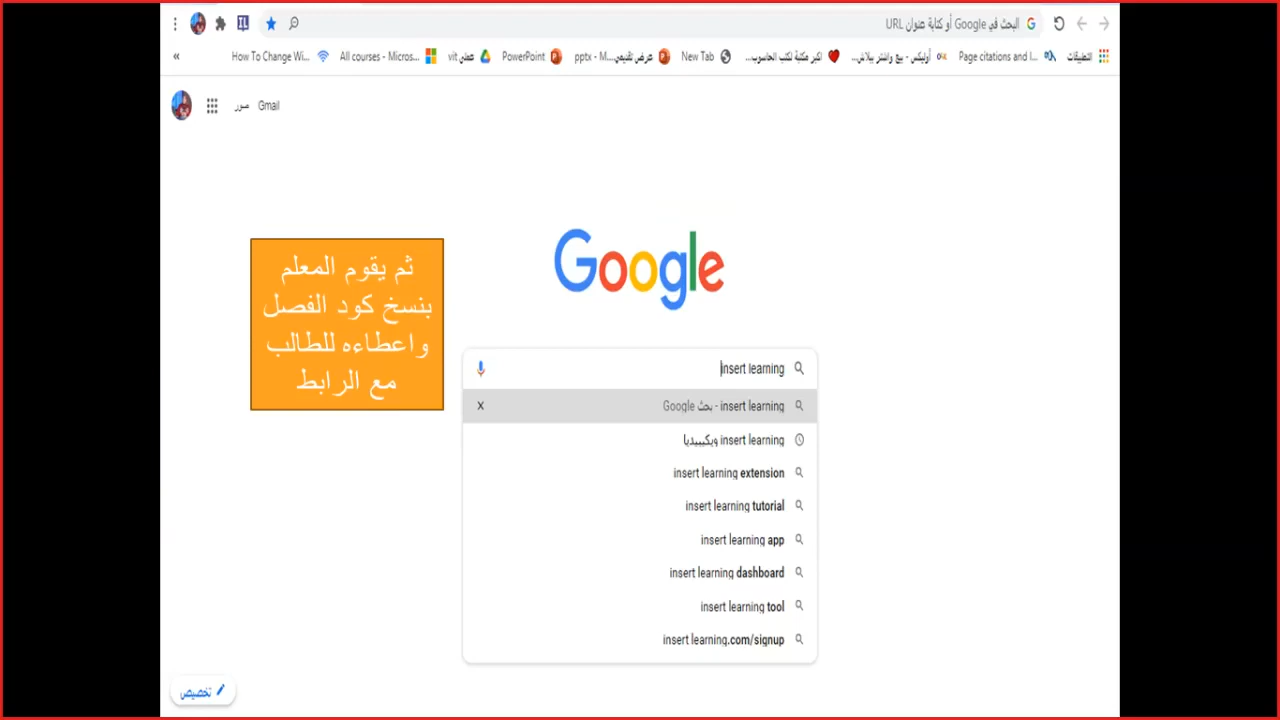 البحث في Google أو كتابة عنوان URL
التطبيقات
Page citations and I...
أوليكس - بيع واشتر ببلاش...
اكبر مكتبة لكتب الحاسوب...
New Tab
عرض تقديمي...pptx - M
PowerPoint
vit عملي
All courses - Micros...
How To Change Wi...
«
Gmail
صور
Google
ثم يقوم المعلم
بنسخ كود الفصل
واعطاءه للطالب
مع الرابط
insert learning
insert learning - بحث Google
insert learning ويكيبيديا
insert learning extension
insert learning tutorial
insert learning app
insert learning dashboard
insert learning tool
insert learning.com/signup
تخصيص